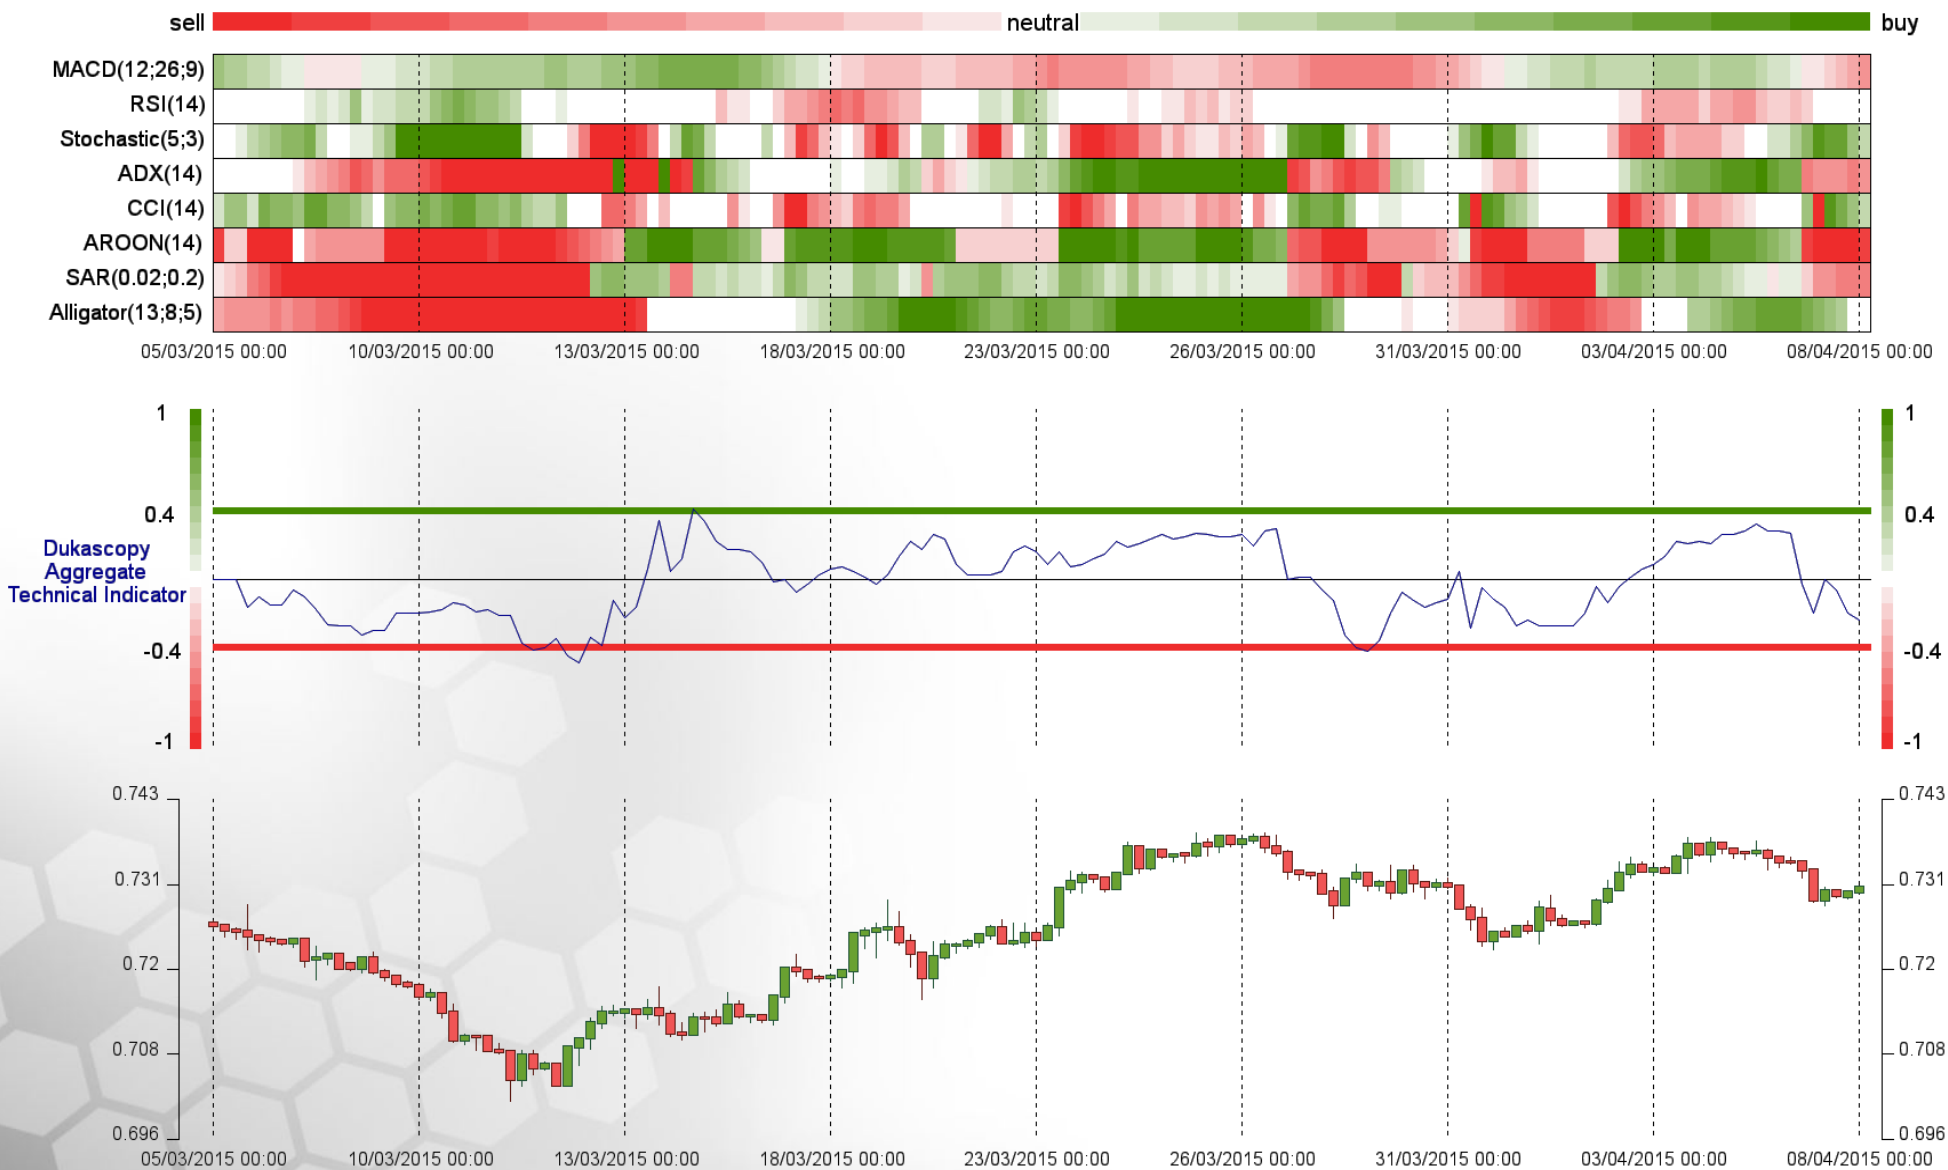 sell neutral buy
MACD(12;26;9)
RSI(14)
Stochastic(5;3)
ADX(14)
CCI(14)
AROON(14)
SAR(0.02;0.2)
Alligator(13;8;5)
05/03/2015 00:00 10/03/2015 00:00 13/03/2015 00:00 18/03/2015 00:00 23/03/2015 00:00 26/03/2015 00:00 31/03/2015 00:00 03/04/2015 00:00 08/04/2015 00:00
1 1
0.4 0.4
Dukascopy
Aggregate
Technical Indicator
-0.4 -0.4
-1 -1
0.743 0.743
0.731 0.731
0.72 0.72
0.708 0.708
0.696 0.696
05/03/2015 00:00 10/03/2015 00:00 13/03/2015 00:00 18/03/2015 00:00 23/03/2015 00:00 26/03/2015 00:00 31/03/2015 00:00 03/04/2015 00:00 08/04/2015 00:00